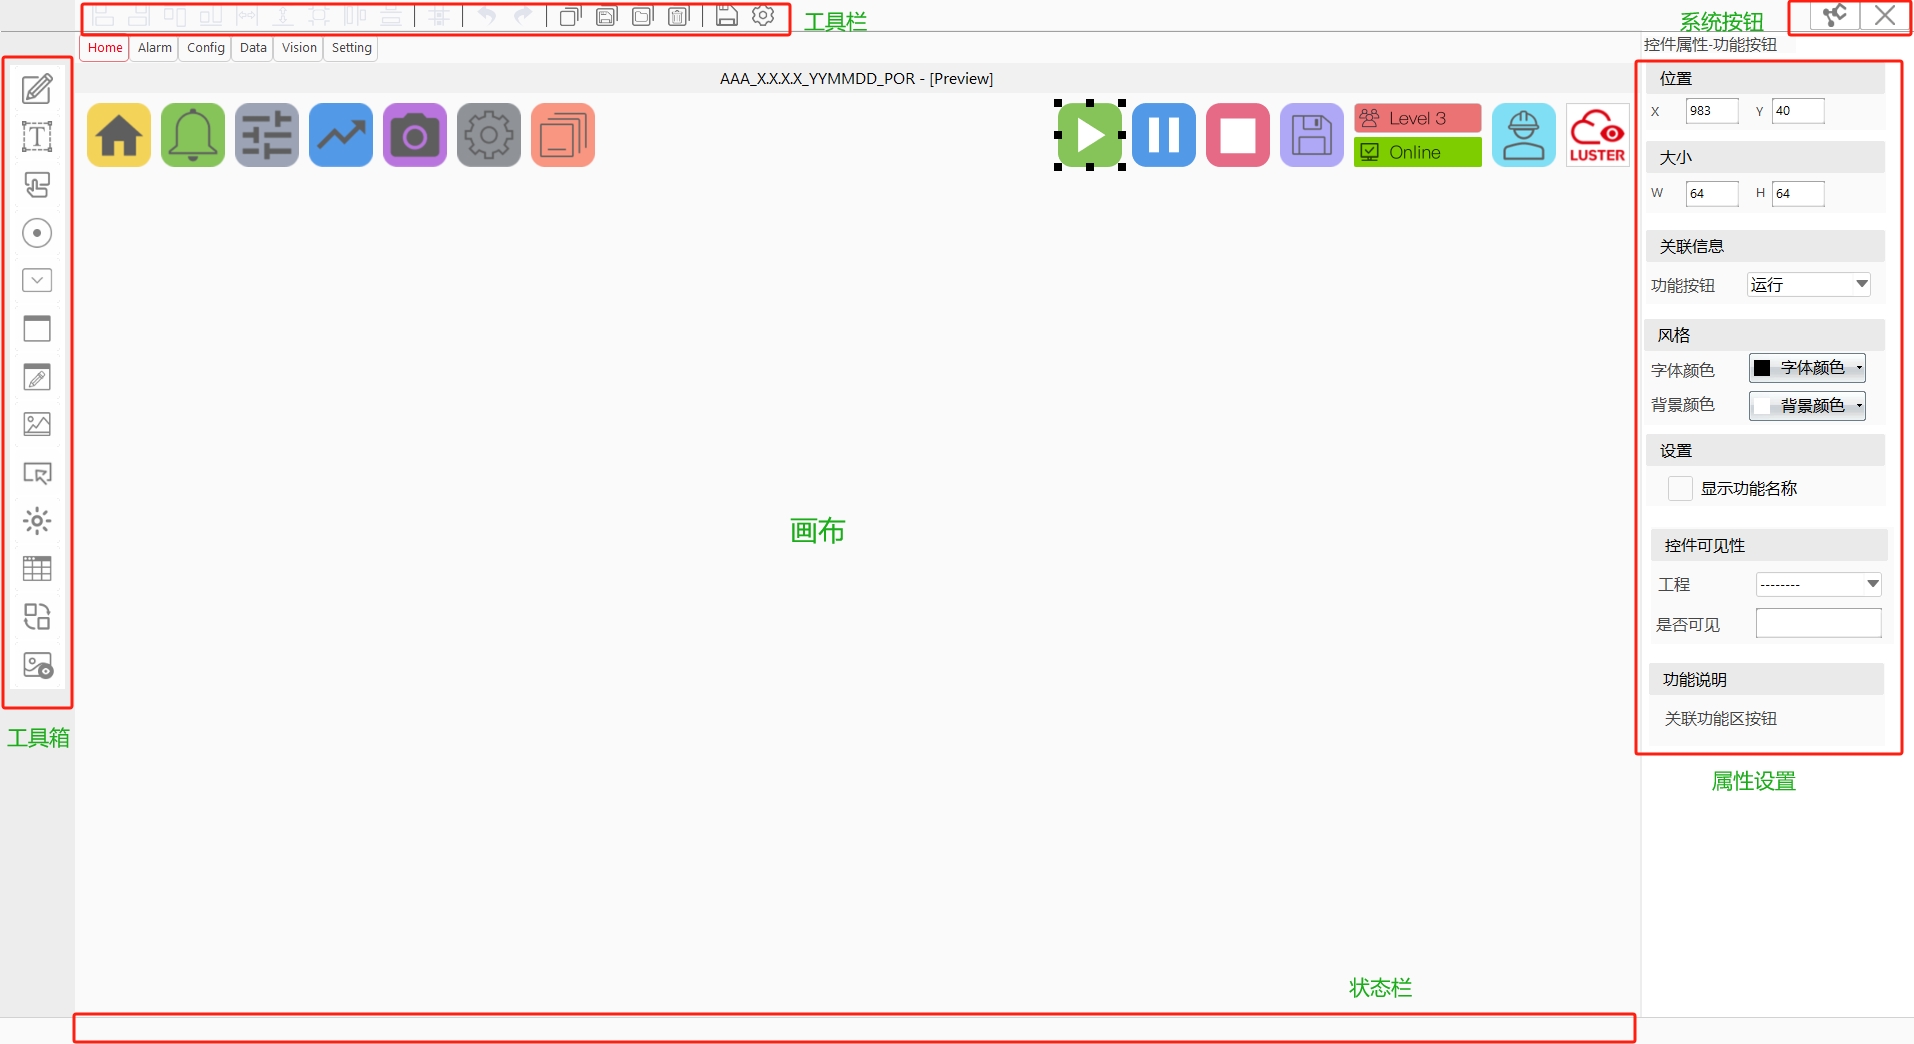 工具栏
系统按钮
Home
Alarm
Config
Data
Vision
Setting
控件属性-功能按钮
AAA_X.X.X.X_YYMMDD_POR - [Preview]
Level 3
Online
LUSTER
位置
X 983 Y 40
大小
W 64 H 64
关联信息
功能按钮 运行
风格
字体颜色 字体颜色
背景颜色 背景颜色
设置
显示功能名称
控件可见性
工程 --------
是否可见
功能说明
关联功能区按钮
画布
工具箱
属性设置
状态栏